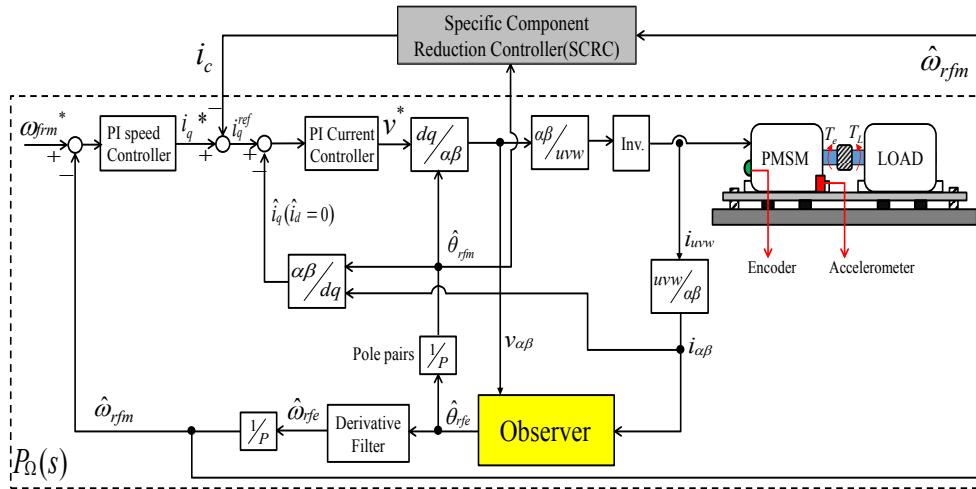 Specific Component
Reduction Controller(SCRC)
i_c
ω̂_rfm
ω_frm*
+
−
PI speed
Controller
i_q*
−
+
i_q^ref
+
−
PI Current
Controller
v*
dq/αβ
αβ/uvw
Inv.
PMSM
T_e
T_L
LOAD
î_q(î_d=0)
θ̂_rfm
i_uvw
Encoder
Accelerometer
αβ/dq
uvw/αβ
Pole pairs
1/P
v_αβ
i_αβ
ω̂_rfm
1/P
ω̂_rfe
Derivative
Filter
θ̂_rfe
Observer
P_Ω(s)